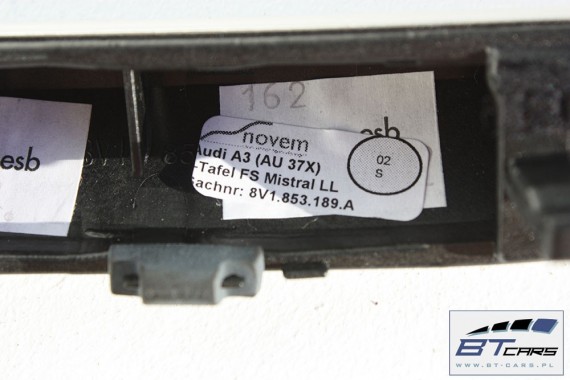 162
novem
esb
esb
Audi A3 (AU 37X)
-Tafel FS Mistral LL
achnr: 8V1.853.189.A
02
S
BT CARS
WWW.BT-CARS.PL